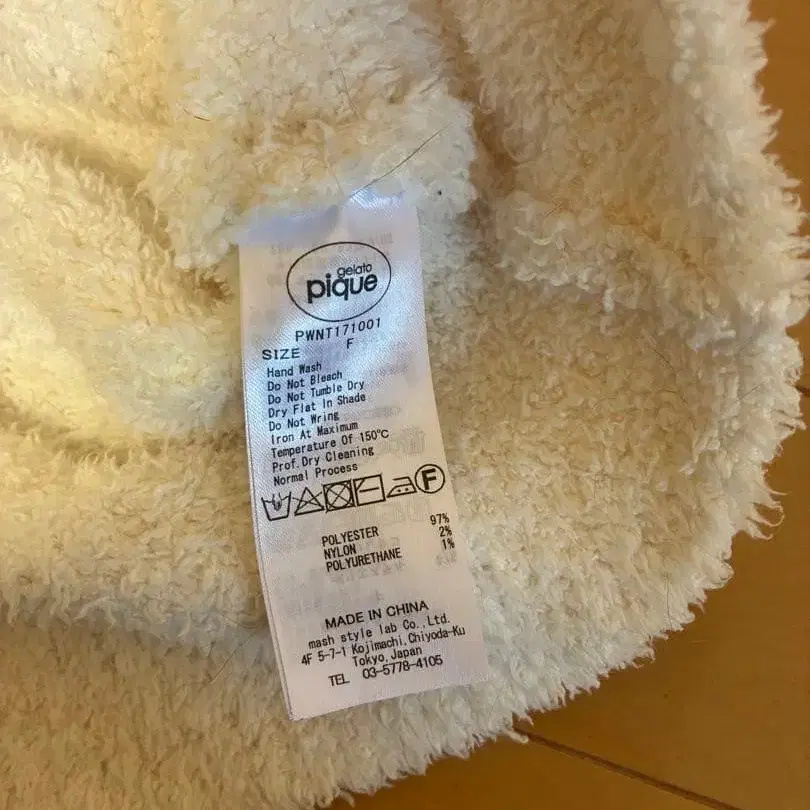 gelato
pique
PWNT171001
SIZE F
Hand Wash
Do Not Bleach
Do Not Tumble Dry
Dry Flat In Shade
Do Not Wring
Iron At Maximum
Temperature Of 150℃
Prof.Dry Cleaning
Normal Process
F
POLYESTER 97%
NYLON 2%
POLYURETHANE 1%
MADE IN CHINA
mash style lab Co.,Ltd.
4F 5-7-1 Kojimachi,Chiyoda-Ku
Tokyo,Japan
TEL 03-5778-4105